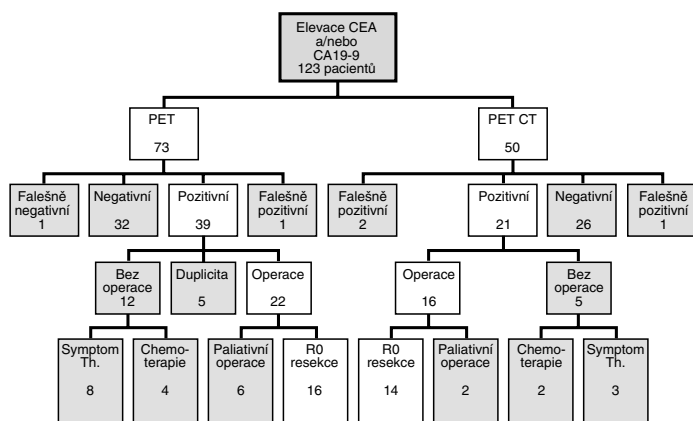 Elevace CEA
a/nebo
CA19-9
123 pacientů
PET
73
PET CT
50
Falešně
negativní
1
Negativní
32
Pozitivní
39
Falešně
pozitivní
1
Falešně
pozitivní
2
Pozitivní
21
Negativní
26
Falešně
pozitivní
1
Bez
operace
12
Duplicita
5
Operace
22
Operace
16
Bez
operace
5
Symptom
Th.
8
Chemo-
terapie
4
Paliativní
operace
6
R0
resekce
16
R0
resekce
14
Paliativní
operace
2
Chemo-
terapie
2
Symptom
Th.
3